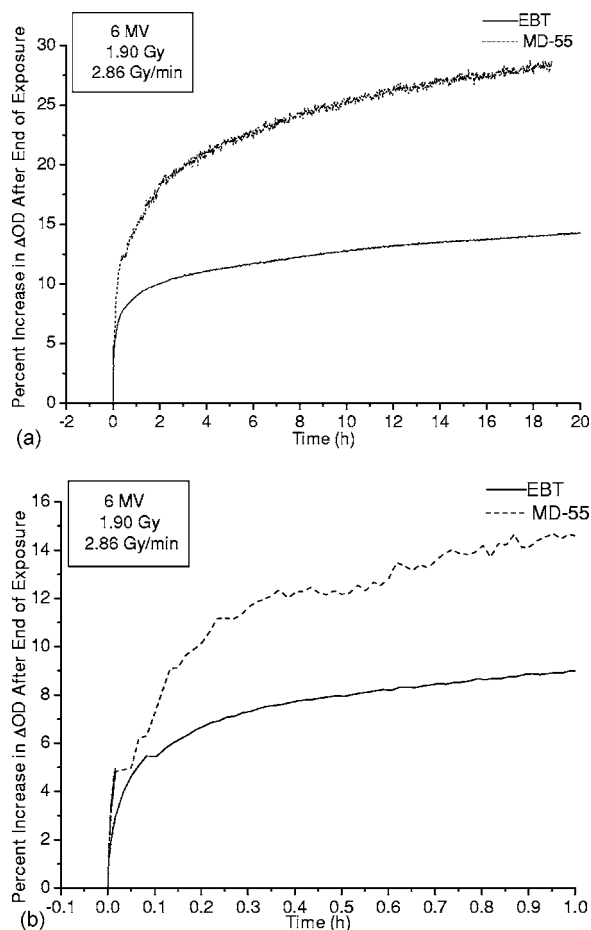 6 MV
1.90 Gy
2.86 Gy/min
EBT
MD-55
Percent Increase in ΔOD After End of Exposure
30
25
20
15
10
5
0
-2 0 2 4 6 8 10 12 14 16 18 20
(a)
Time (h)
6 MV
1.90 Gy
2.86 Gy/min
EBT
MD-55
Percent Increase in ΔOD After End of Exposure
16
14
12
10
8
6
4
2
0
-0.1 0.0 0.1 0.2 0.3 0.4 0.5 0.6 0.7 0.8 0.9 1.0
(b)
Time (h)